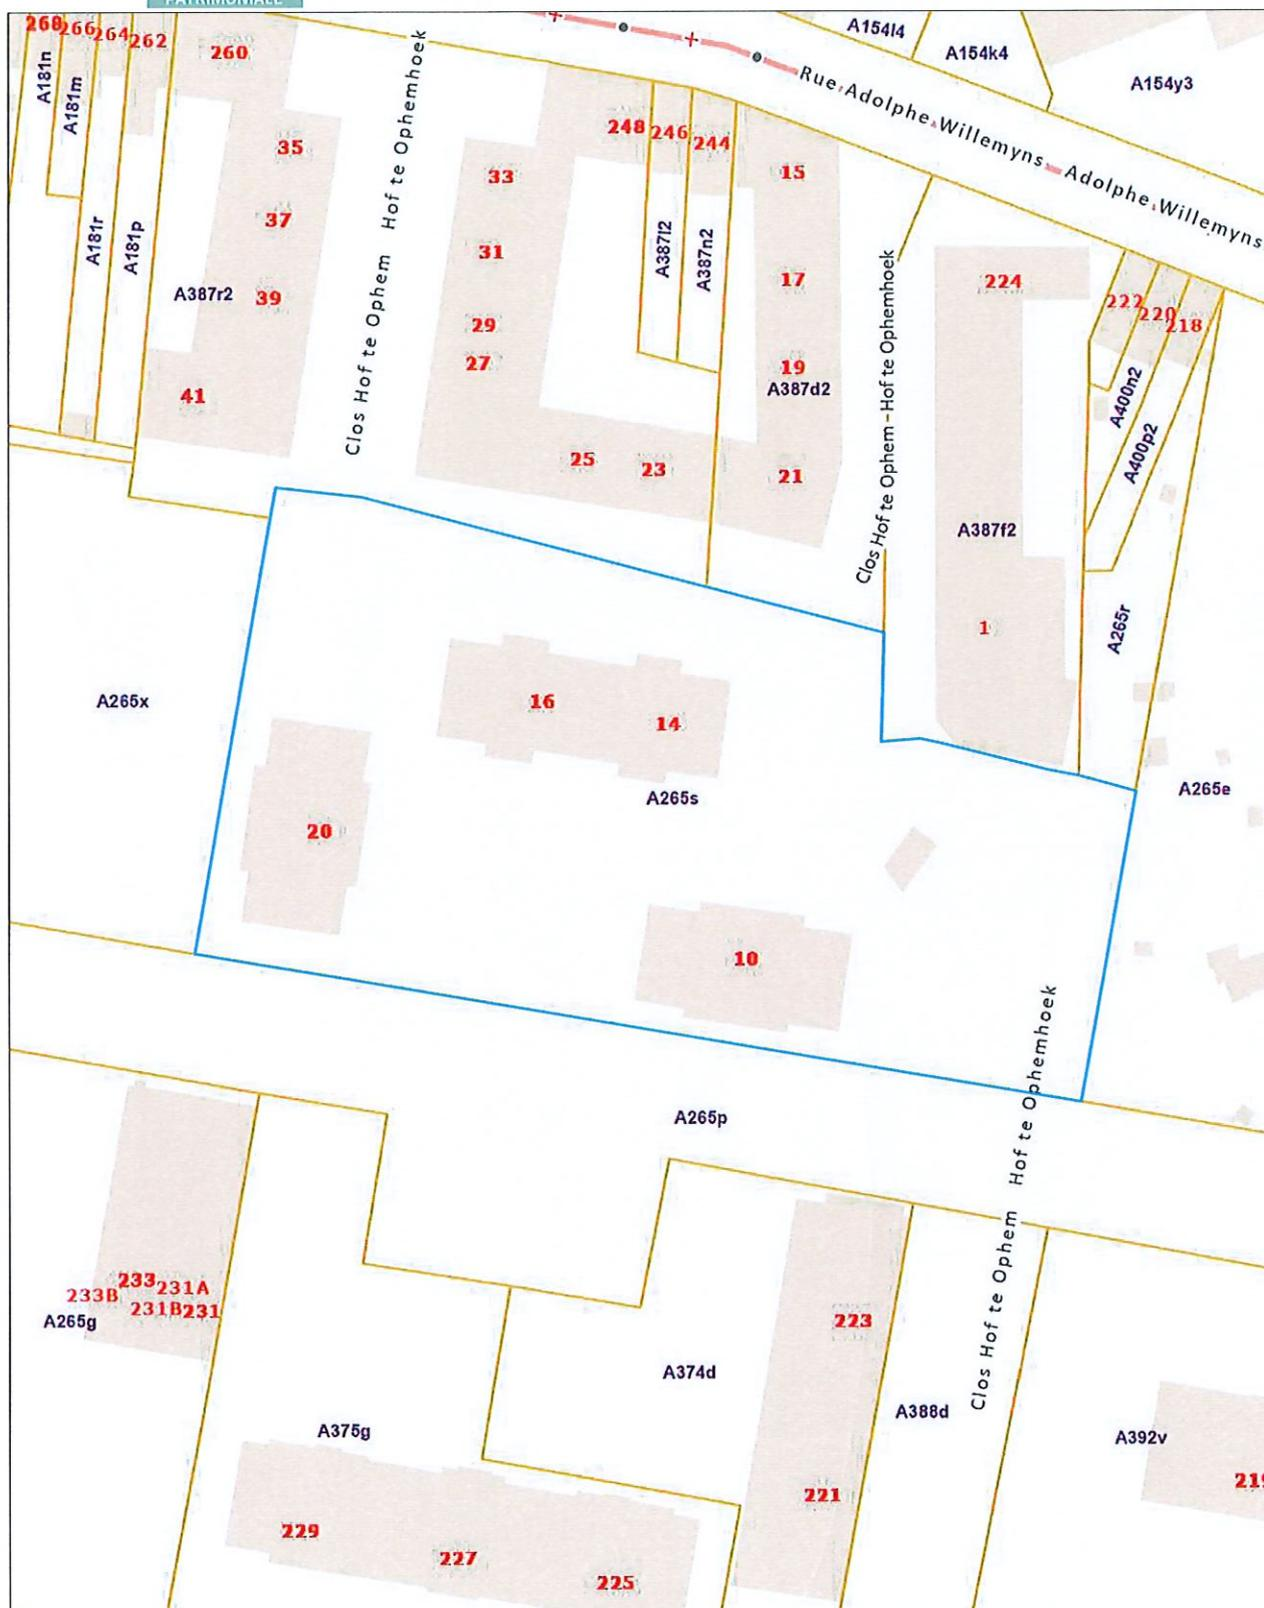 PATRIMONIALE
268
266
264
262
260
A181n
A181m
A181r
A181p
A387r2
35
37
39
41
Clos Hof te Ophem Hof te Ophemhoek
33
31
29
27
25
23
248
246
244
A387l2
A387n2
15
17
19
A387d2
21
A154l4
A154k4
A154y3
Rue Adolphe Willemyns Adolphe Willemyns
Clos Hof te Ophem - Hof te Ophemhoek
224
222
220
218
A400n2
A400p2
A387f2
1
A265r
A265x
16
14
A265s
20
A265e
10
A265p
Clos Hof te Ophem Hof te Ophemhoek
233
233B
231A
231B
231
A265g
223
A374d
A388d
A375g
A392v
221
219
229
227
225